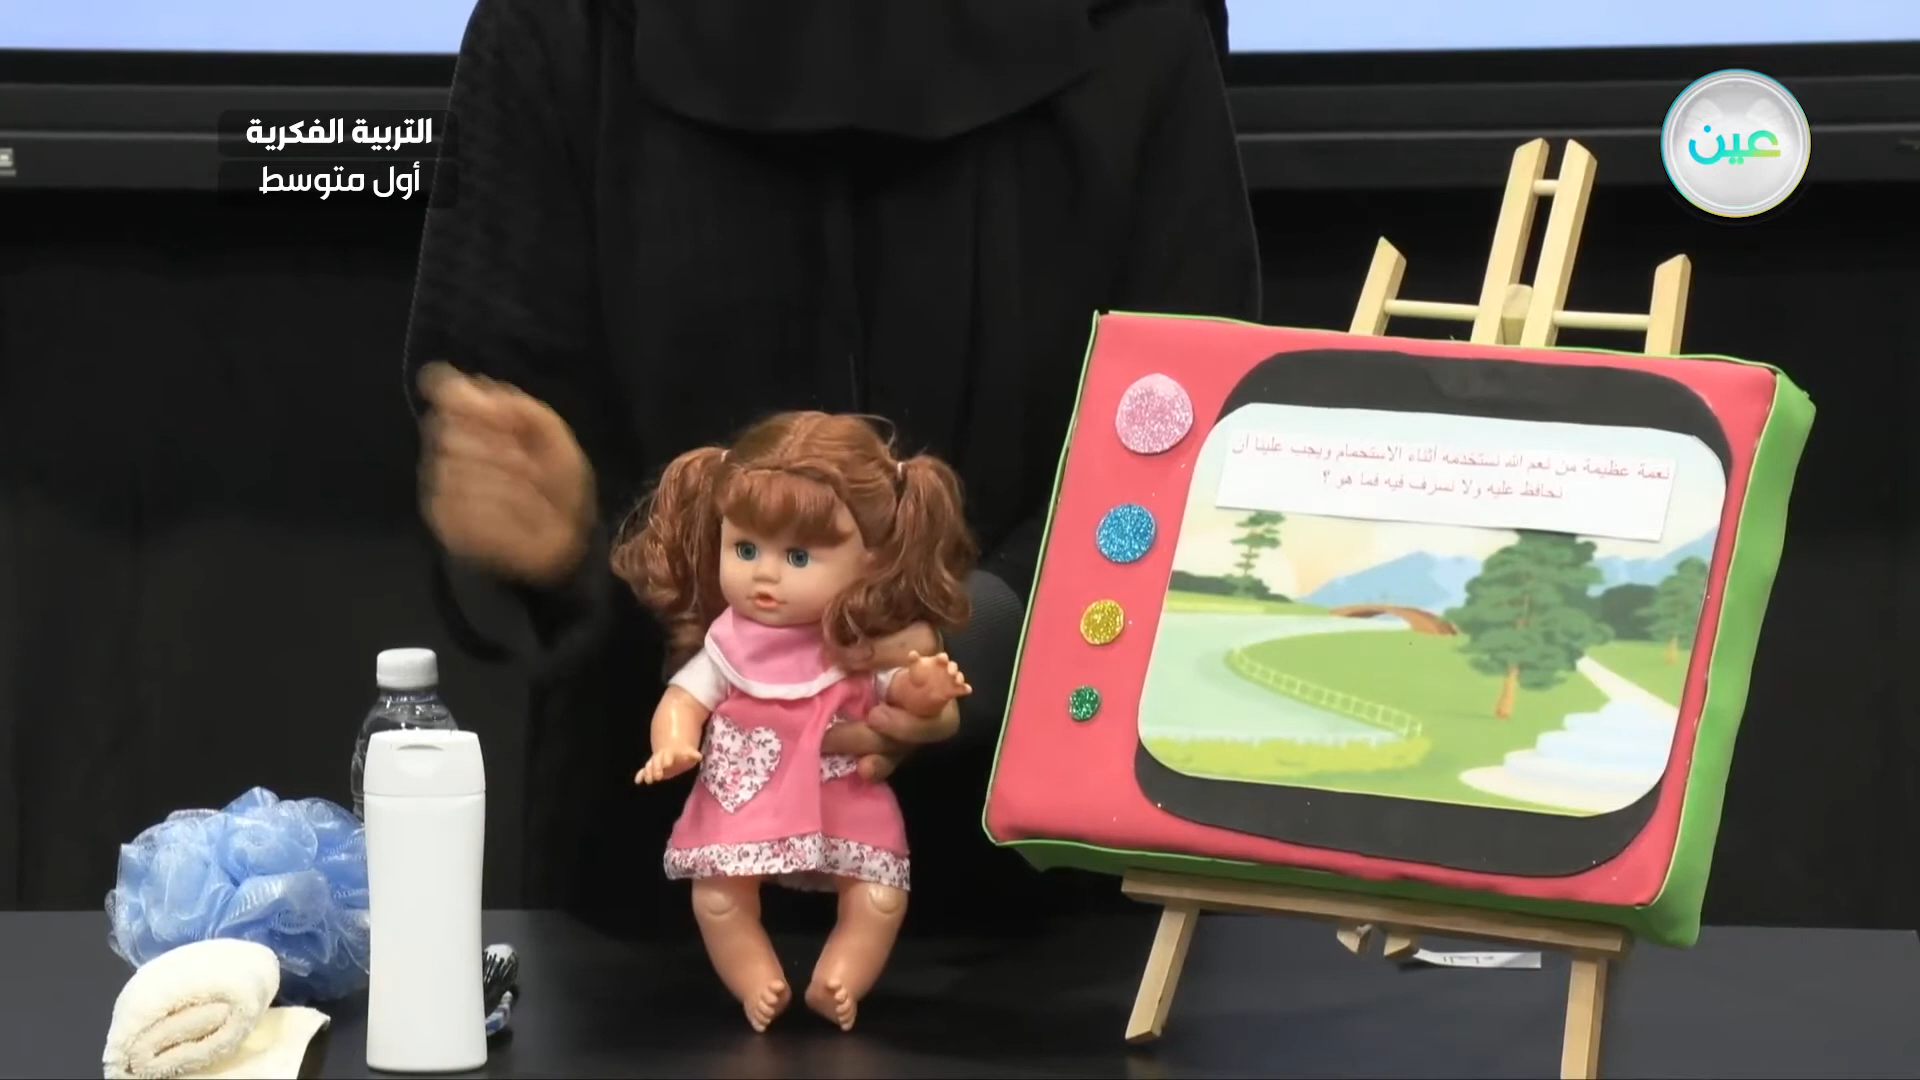 التربية الفكرية
أول متوسط
عين
نعمة عظيمة من نعم الله نستخدمه أثناء الاستحمام ويجب علينا أن
نحافظ عليه ولا نسرف فيه فما هو ؟